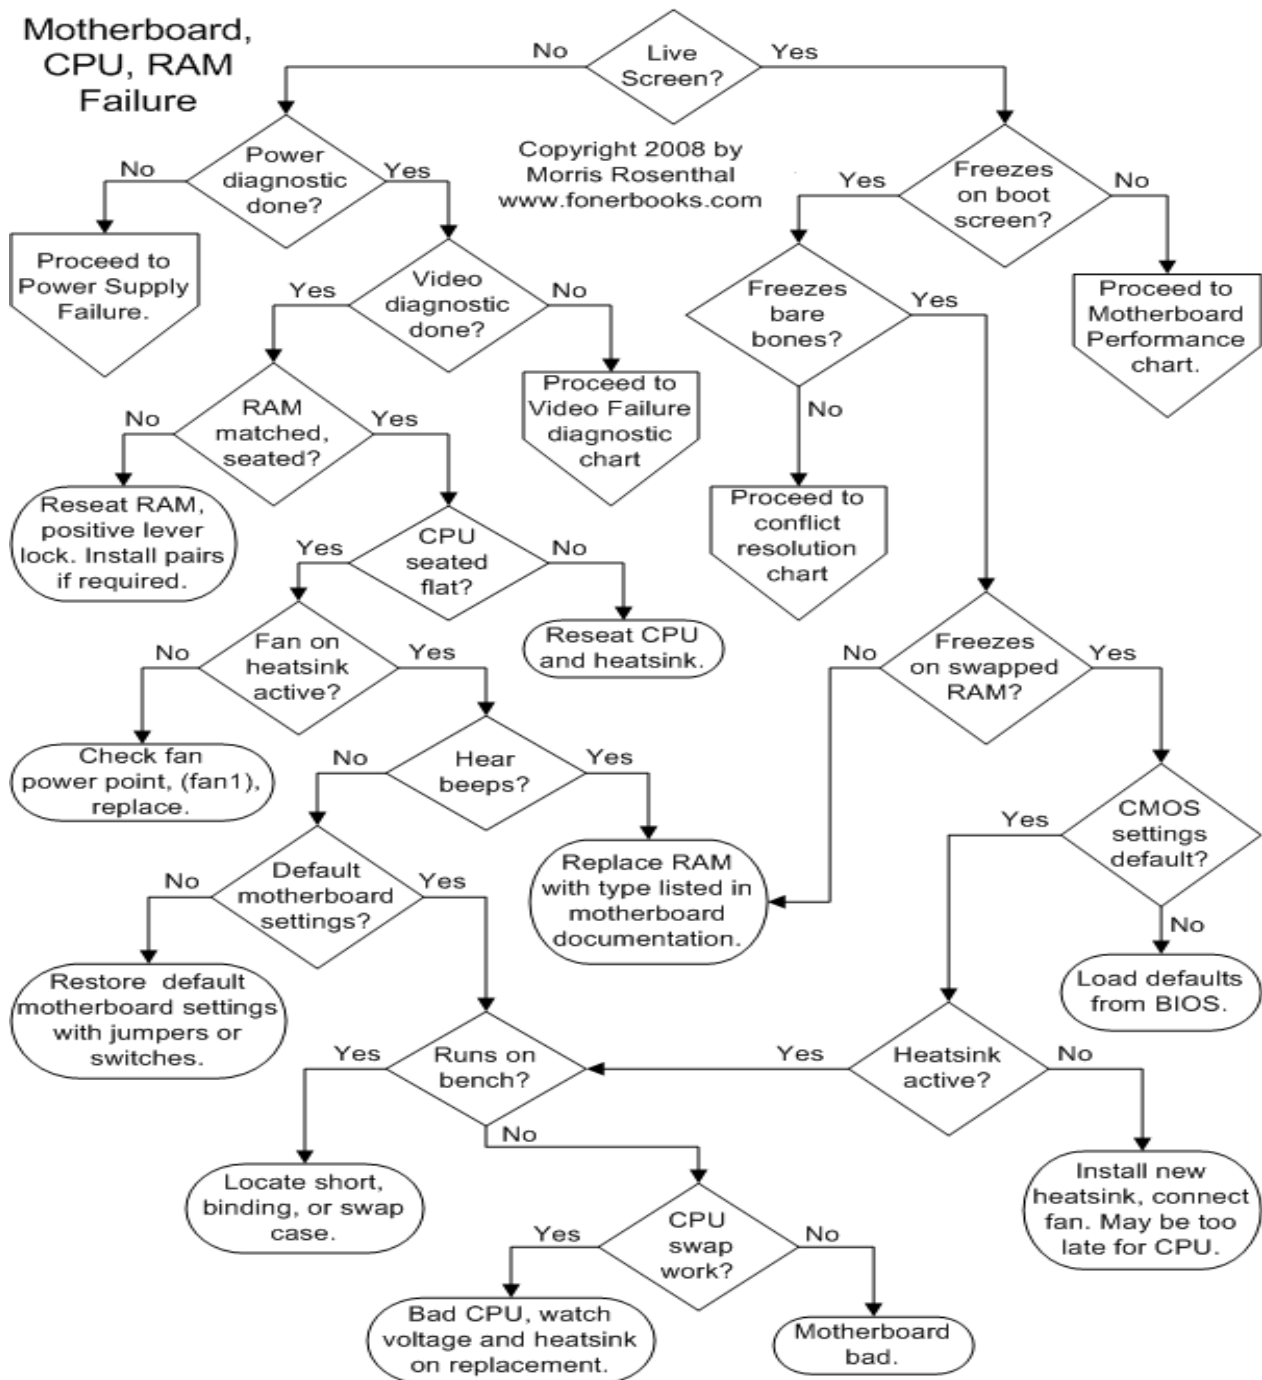 Motherboard,
CPU, RAM
Failure
No
Live
Screen?
Yes
Copyright 2008 by
Morris Rosenthal
www.fonerbooks.com
No
Power
diagnostic
done?
Yes
Yes
Freezes
on boot
screen?
No
Proceed to
Power Supply
Failure.
Yes
Video
diagnostic
done?
No
Freezes
bare
bones?
Yes
Proceed to
Motherboard
Performance
chart.
No
RAM
matched,
seated?
Yes
Proceed to
Video Failure
diagnostic
chart
No
Proceed to
conflict
resolution
chart
Reseat RAM,
positive lever
lock. Install pairs
if required.
Yes
CPU
seated
flat?
No
Reseat CPU
and heatsink.
No
Fan on
heatsink
active?
Yes
No
Freezes
on swapped
RAM?
Yes
Check fan
power point, (fan1),
replace.
No
Hear
beeps?
Yes
Yes
CMOS
settings
default?
No
No
Default
motherboard
settings?
Yes
Replace RAM
with type listed in
motherboard
documentation.
Load defaults
from BIOS.
Restore default
motherboard settings
with jumpers or
switches.
Yes
Runs on
bench?
No
Yes
Heatsink
active?
No
Locate short,
binding, or swap
case.
Install new
heatsink, connect
fan. May be too
late for CPU.
Yes
CPU
swap
work?
No
Bad CPU, watch
voltage and heatsink
on replacement.
Motherboard
bad.